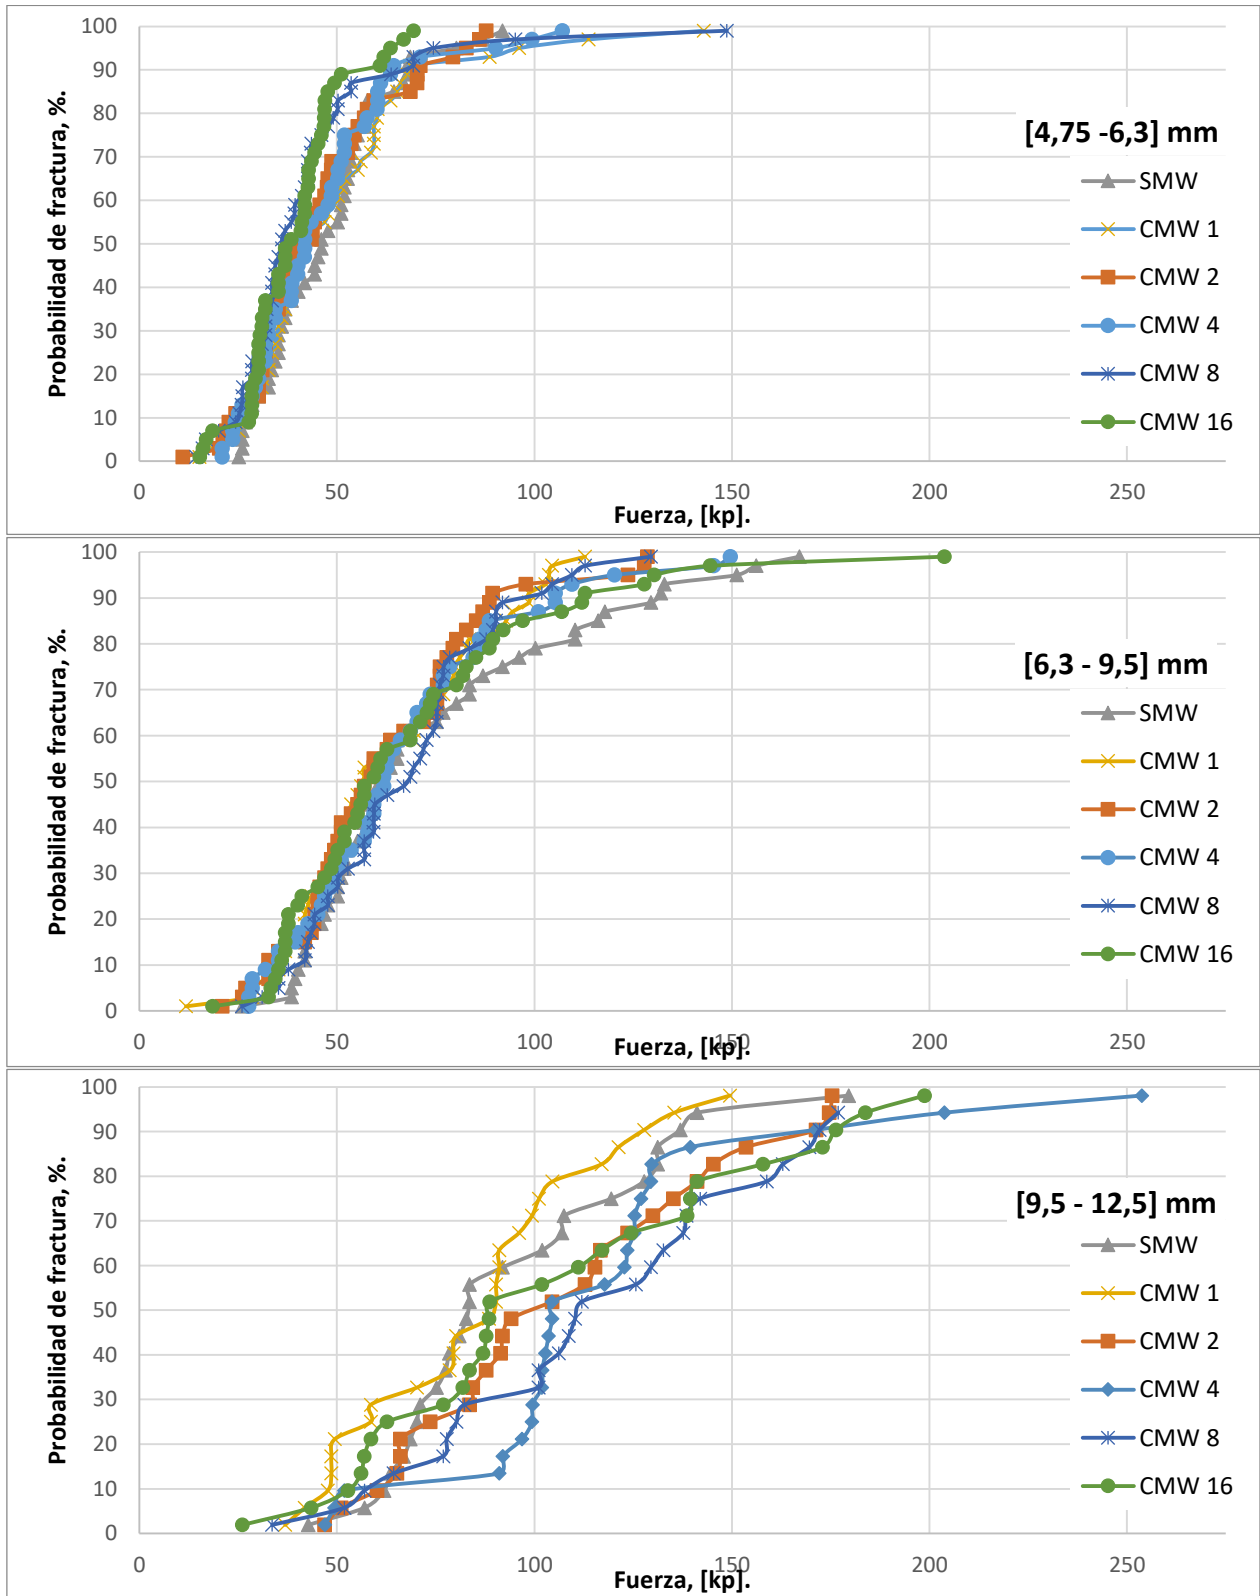 100
90
80
70
60
50
40
30
20
10
0
Probabilidad de fractura, %.
[4,75 -6,3] mm
SMW
CMW 1
CMW 2
CMW 4
CMW 8
CMW 16
0 50 100 150 200 250
Fuerza, [kp].
100
90
80
70
60
50
40
30
20
10
0
Probabilidad de fractura, %.
[6,3 - 9,5] mm
SMW
CMW 1
CMW 2
CMW 4
CMW 8
CMW 16
0 50 100 150 200 250
Fuerza, [kp].
100
90
80
70
60
50
40
30
20
10
0
Probabilidad de fractura, %.
[9,5 - 12,5] mm
SMW
CMW 1
CMW 2
CMW 4
CMW 8
CMW 16
0 50 100 150 200 250
Fuerza, [kp].